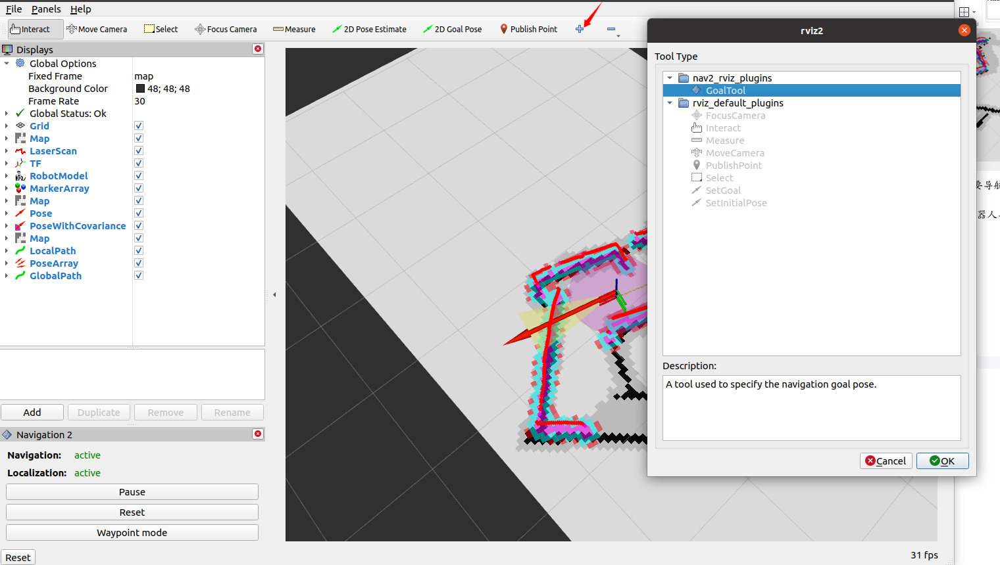 File Panels Help
Interact Move Camera Select Focus Camera Measure 2D Pose Estimate 2D Goal Pose Publish Point
Displays
Global Options
Fixed Frame map
Background Color 48; 48; 48
Frame Rate 30
Global Status: Ok
Grid
Map
LaserScan
TF
RobotModel
MarkerArray
Map
Pose
PoseWithCovariance
Map
LocalPath
PoseArray
GlobalPath
Add Duplicate Remove Rename
Navigation 2
Navigation: active
Localization: active
Pause
Reset
Waypoint mode
Reset
31 fps
rviz2
Tool Type
nav2_rviz_plugins
GoalTool
rviz_default_plugins
FocusCamera
Interact
Measure
MoveCamera
PublishPoint
Select
SetGoal
SetInitialPose
Description:
A tool used to specify the navigation goal pose.
Cancel OK
要导航
器人